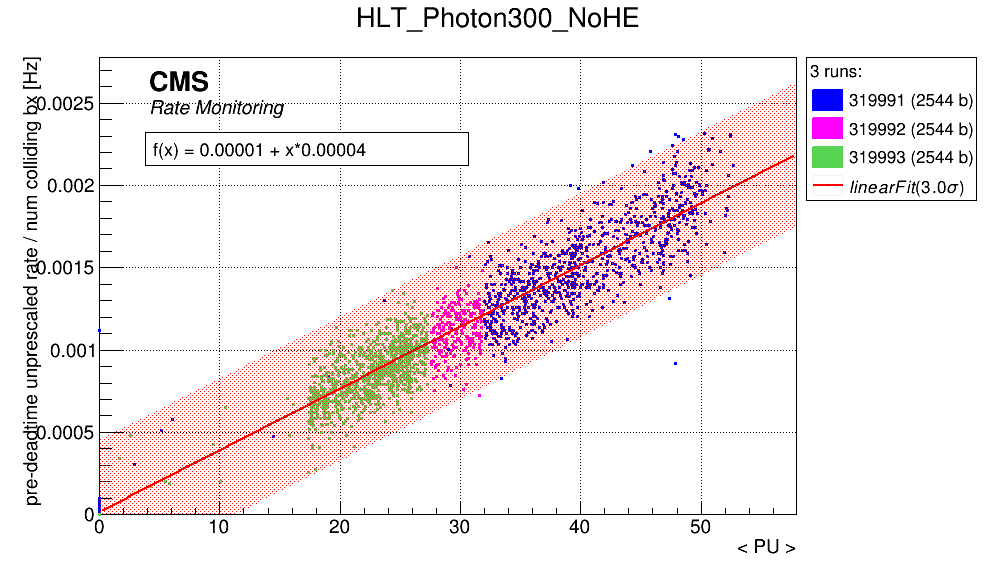 HLT_Photon300_NoHE
pre-deadtime unprescaled rate / num colliding bx [Hz]
CMS
Rate Monitoring
f(x) = 0.00001 + x*0.00004
0.0025
0.002
0.0015
0.001
0.0005
0
0 10 20 30 40 50
< PU >
3 runs:
319991 (2544 b)
319992 (2544 b)
319993 (2544 b)
linearFit(3.0σ)